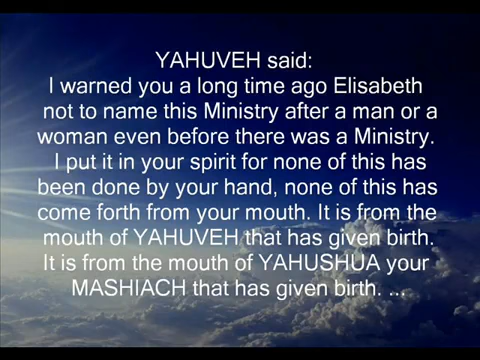 YAHUVEH said:
I warned you a long time ago Elisabeth
not to name this Ministry after a man or a
woman even before there was a Ministry.
I put it in your spirit for none of this has
been done by your hand, none of this has
come forth from your mouth. It is from the
mouth of YAHUVEH that has given birth.
It is from the mouth of YAHUSHUA your
MASHIACH that has given birth. ...